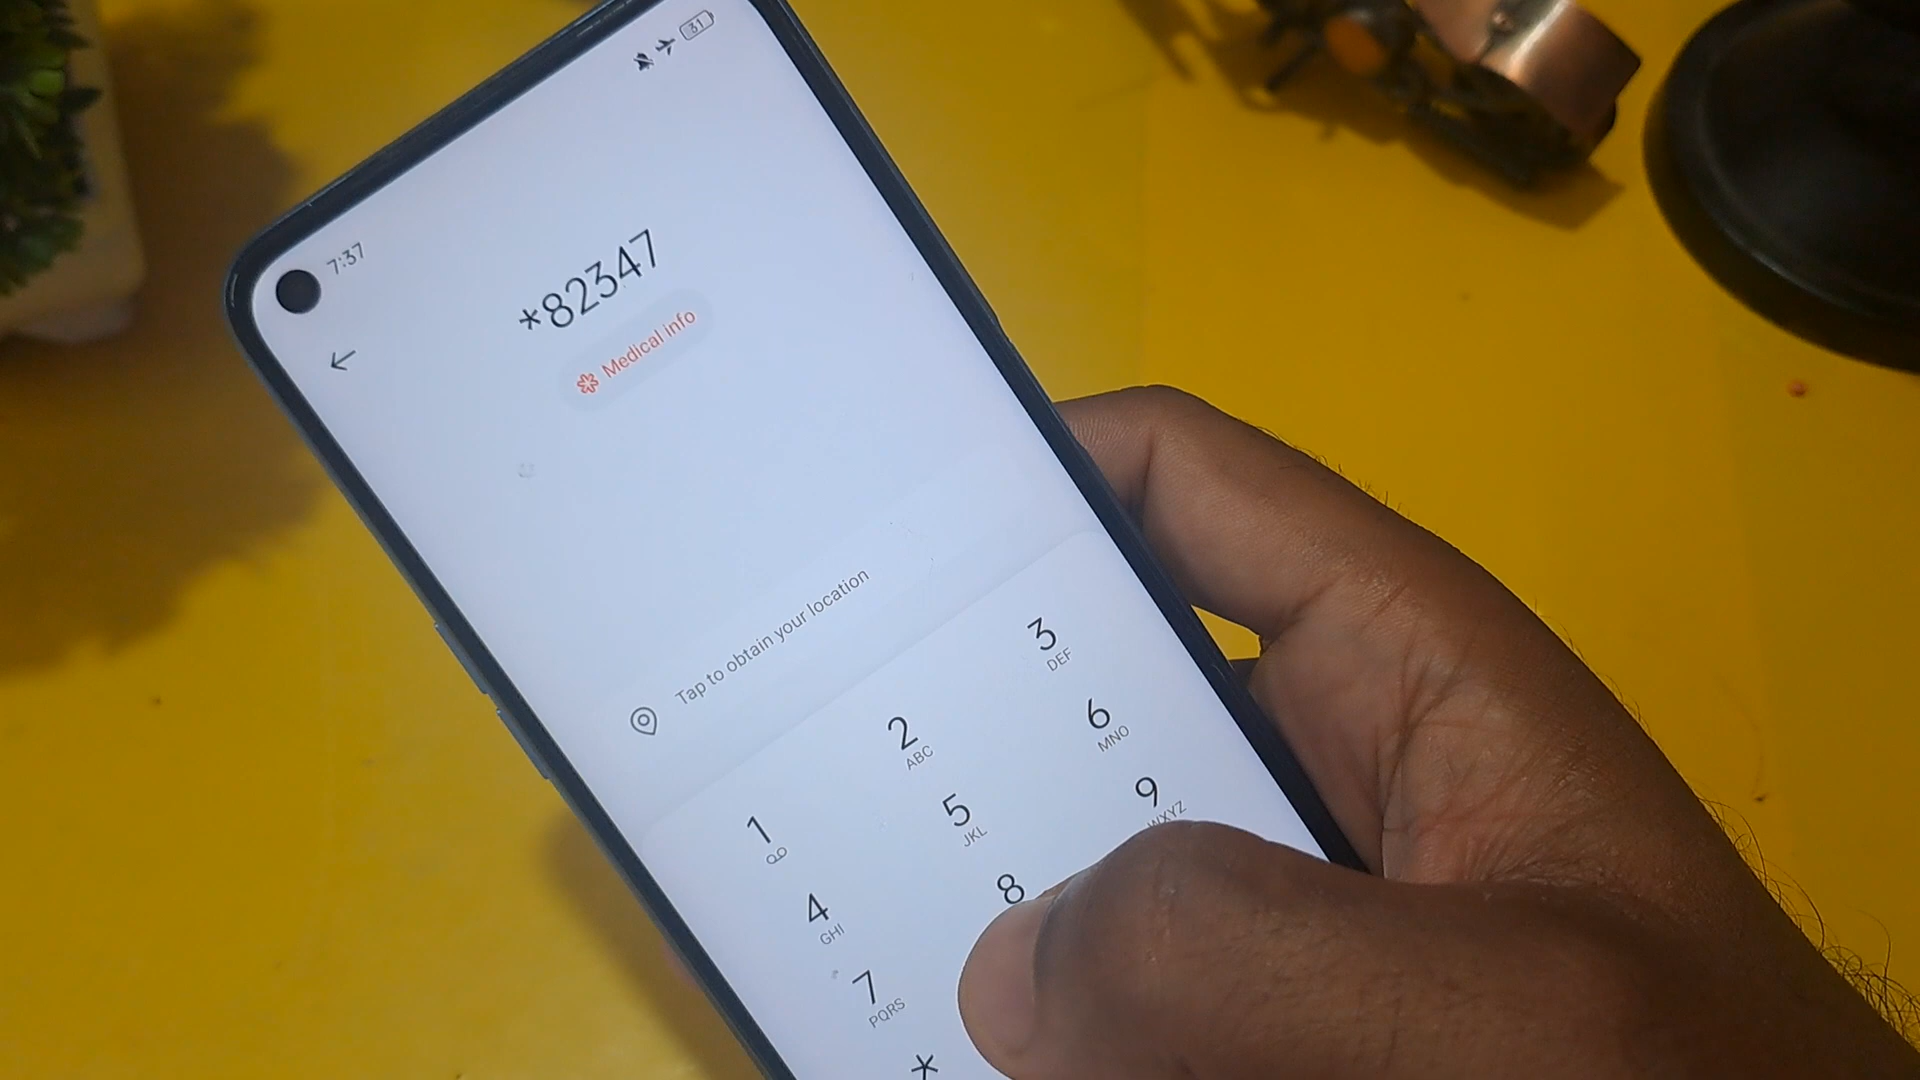 31
7:37
*82347
Medical info
Tap to obtain your location
1
2
ABC
3
DEF
4
GHI
5
JKL
6
MNO
7
PQRS
8
9
WXYZ
*